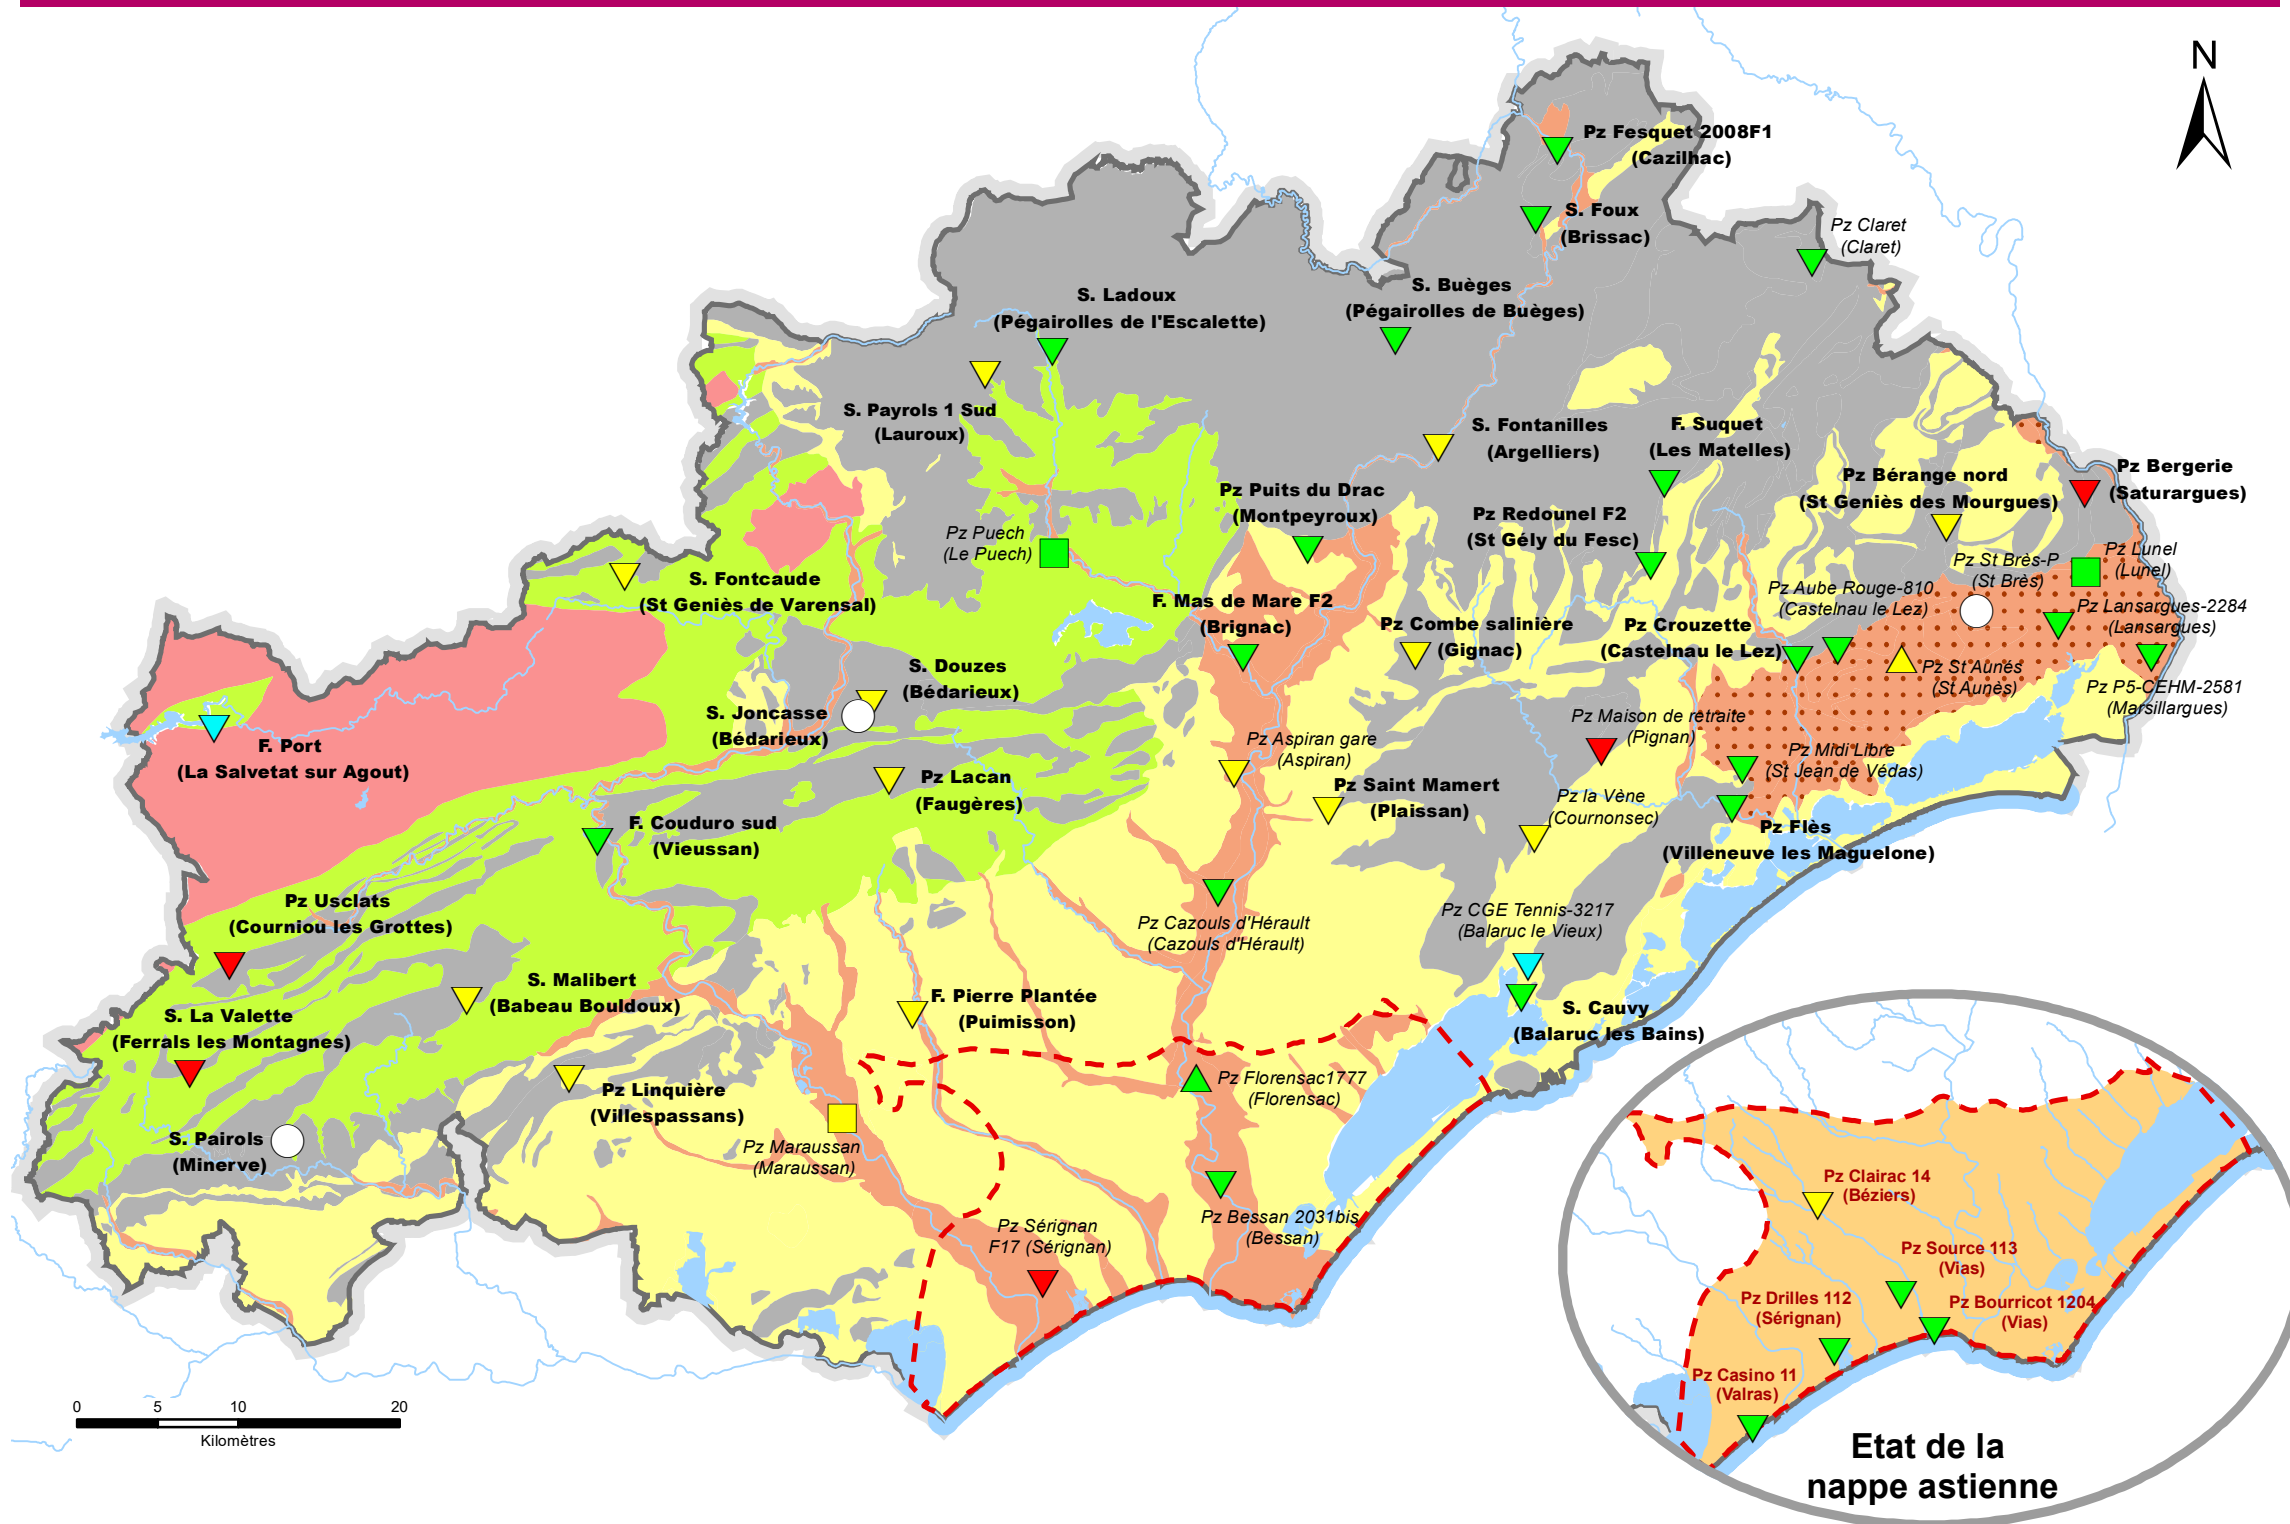 N
Pz Fesquet 2008F1
(Cazilhac)
S. Foux
(Brissac)
Pz Claret
(Claret)
S. Buèges
(Pégairolles de Buèges)
S. Ladoux
(Pégairolles de l'Escalette)
S. Payrols 1 Sud
(Lauroux)
S. Fontanilles
(Argelliers)
F. Suquet
(Les Matelles)
Pz Bérange nord
(St Geniès des Mourgues)
Pz Bergerie
(Saturargues)
Pz Puits du Drac
(Montpeyroux)
Pz Redounel F2
(St Gély du Fesc)
Pz Puech
(Le Puech)
Pz St Brès-P
(St Brès)
Pz Lunel
(Lunel)
S. Fontcaude
(St Geniès de Varensal)
F. Mas de Mare F2
(Brignac)
Pz Aube Rouge-810
(Castelnau le Lez)
Pz Lansargues-2284
(Lansargues)
Pz Combe salinière
(Gignac)
Pz Crouzette
(Castelnau le Lez)
S. Douzes
(Bédarieux)
Pz St Aunés
(St Aunès)
Pz P5-CEHM-2581
(Marsillargues)
S. Joncasse
(Bédarieux)
Pz Maison de retraite
(Pignan)
F. Port
(La Salvetat sur Agout)
Pz Aspiran gare
(Aspiran)
Pz Midi Libre
(St Jean de Védas)
Pz Lacan
(Faugères)
Pz Saint Mamert
(Plaissan)
Pz la Vène
(Cournonsec)
F. Couduro sud
(Vieussan)
Pz Flès
(Villeneuve les Maguelone)
Pz Usclats
(Courniou les Grottes)
Pz Cazouls d'Hérault
(Cazouls d'Hérault)
Pz CGE Tennis-3217
(Balaruc le Vieux)
S. Malibert
(Babeau Bouldoux)
F. Pierre Plantée
(Puimisson)
S. Cauvy
(Balaruc les Bains)
S. La Valette
(Ferrals les Montagnes)
Pz Florensac1777
(Florensac)
Pz Linquière
(Villespassans)
S. Pairols
(Minerve)
Pz Maraussan
(Maraussan)
Pz Sérignan
F17 (Sérignan)
Pz Bessan 2031bis
(Bessan)
Pz Clairac 14
(Béziers)
Pz Source 113
(Vias)
Pz Drilles 112
(Sérignan)
Pz Bourricot 1204
(Vias)
Pz Casino 11
(Valras)
Etat de la
nappe astienne
0 5 10 20
Kilomètres